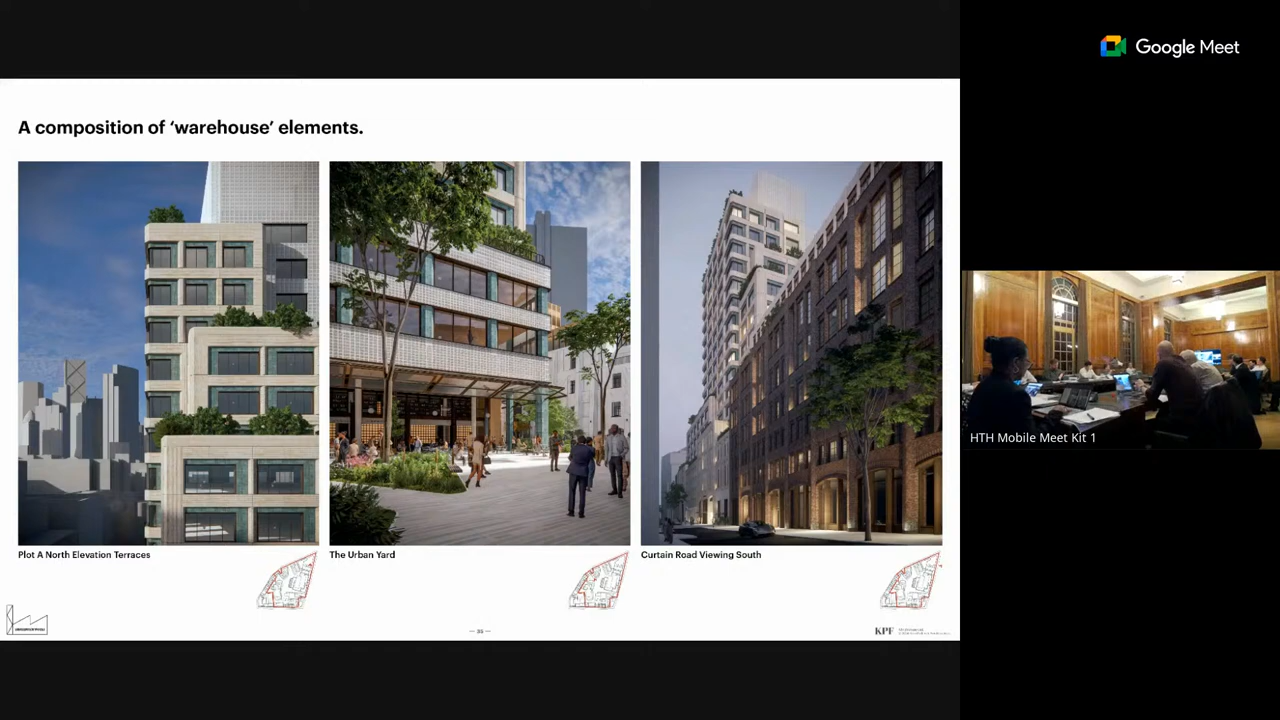 Google Meet
A composition of ‘warehouse’ elements.
Plot A North Elevation Terraces
The Urban Yard
Curtain Road Viewing South
HTH Mobile Meet Kit 1
KPF